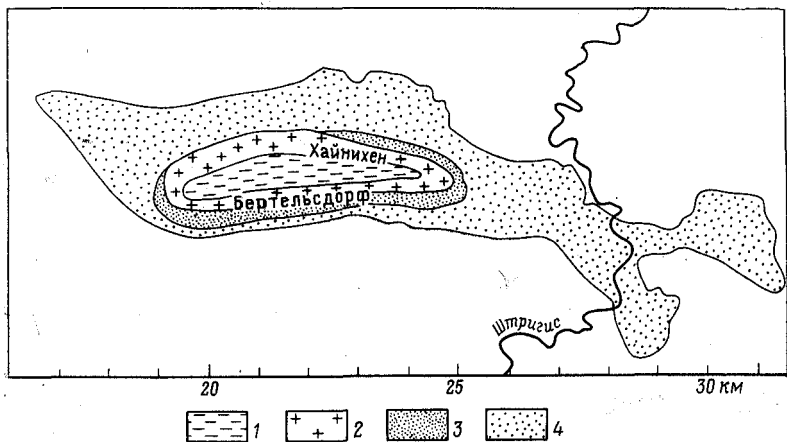 Хайнихен
Бертельсдорф
Штригис
20 25 30 км
1 2 3 4